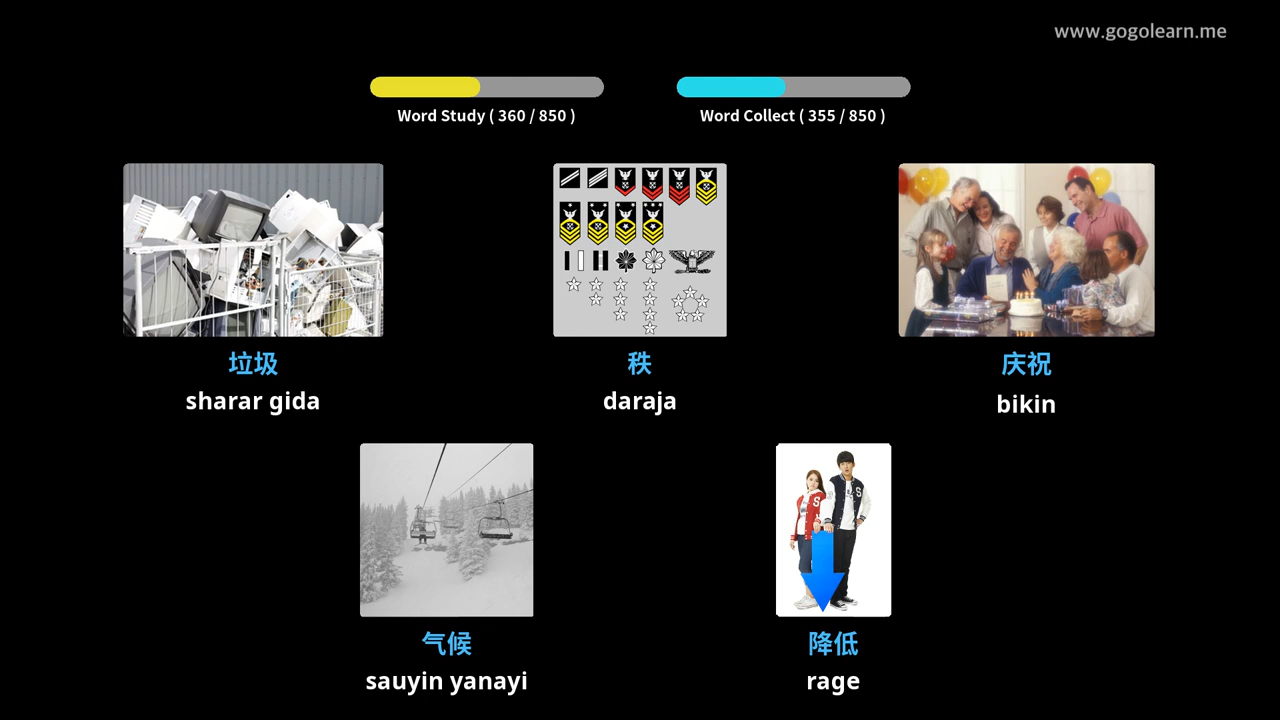 www.gogolearn.me
Word Study ( 360 / 850 )
Word Collect ( 355 / 850 )
垃圾
sharar gida
秩
daraja
庆祝
bikin
气候
sauyin yanayi
降低
rage